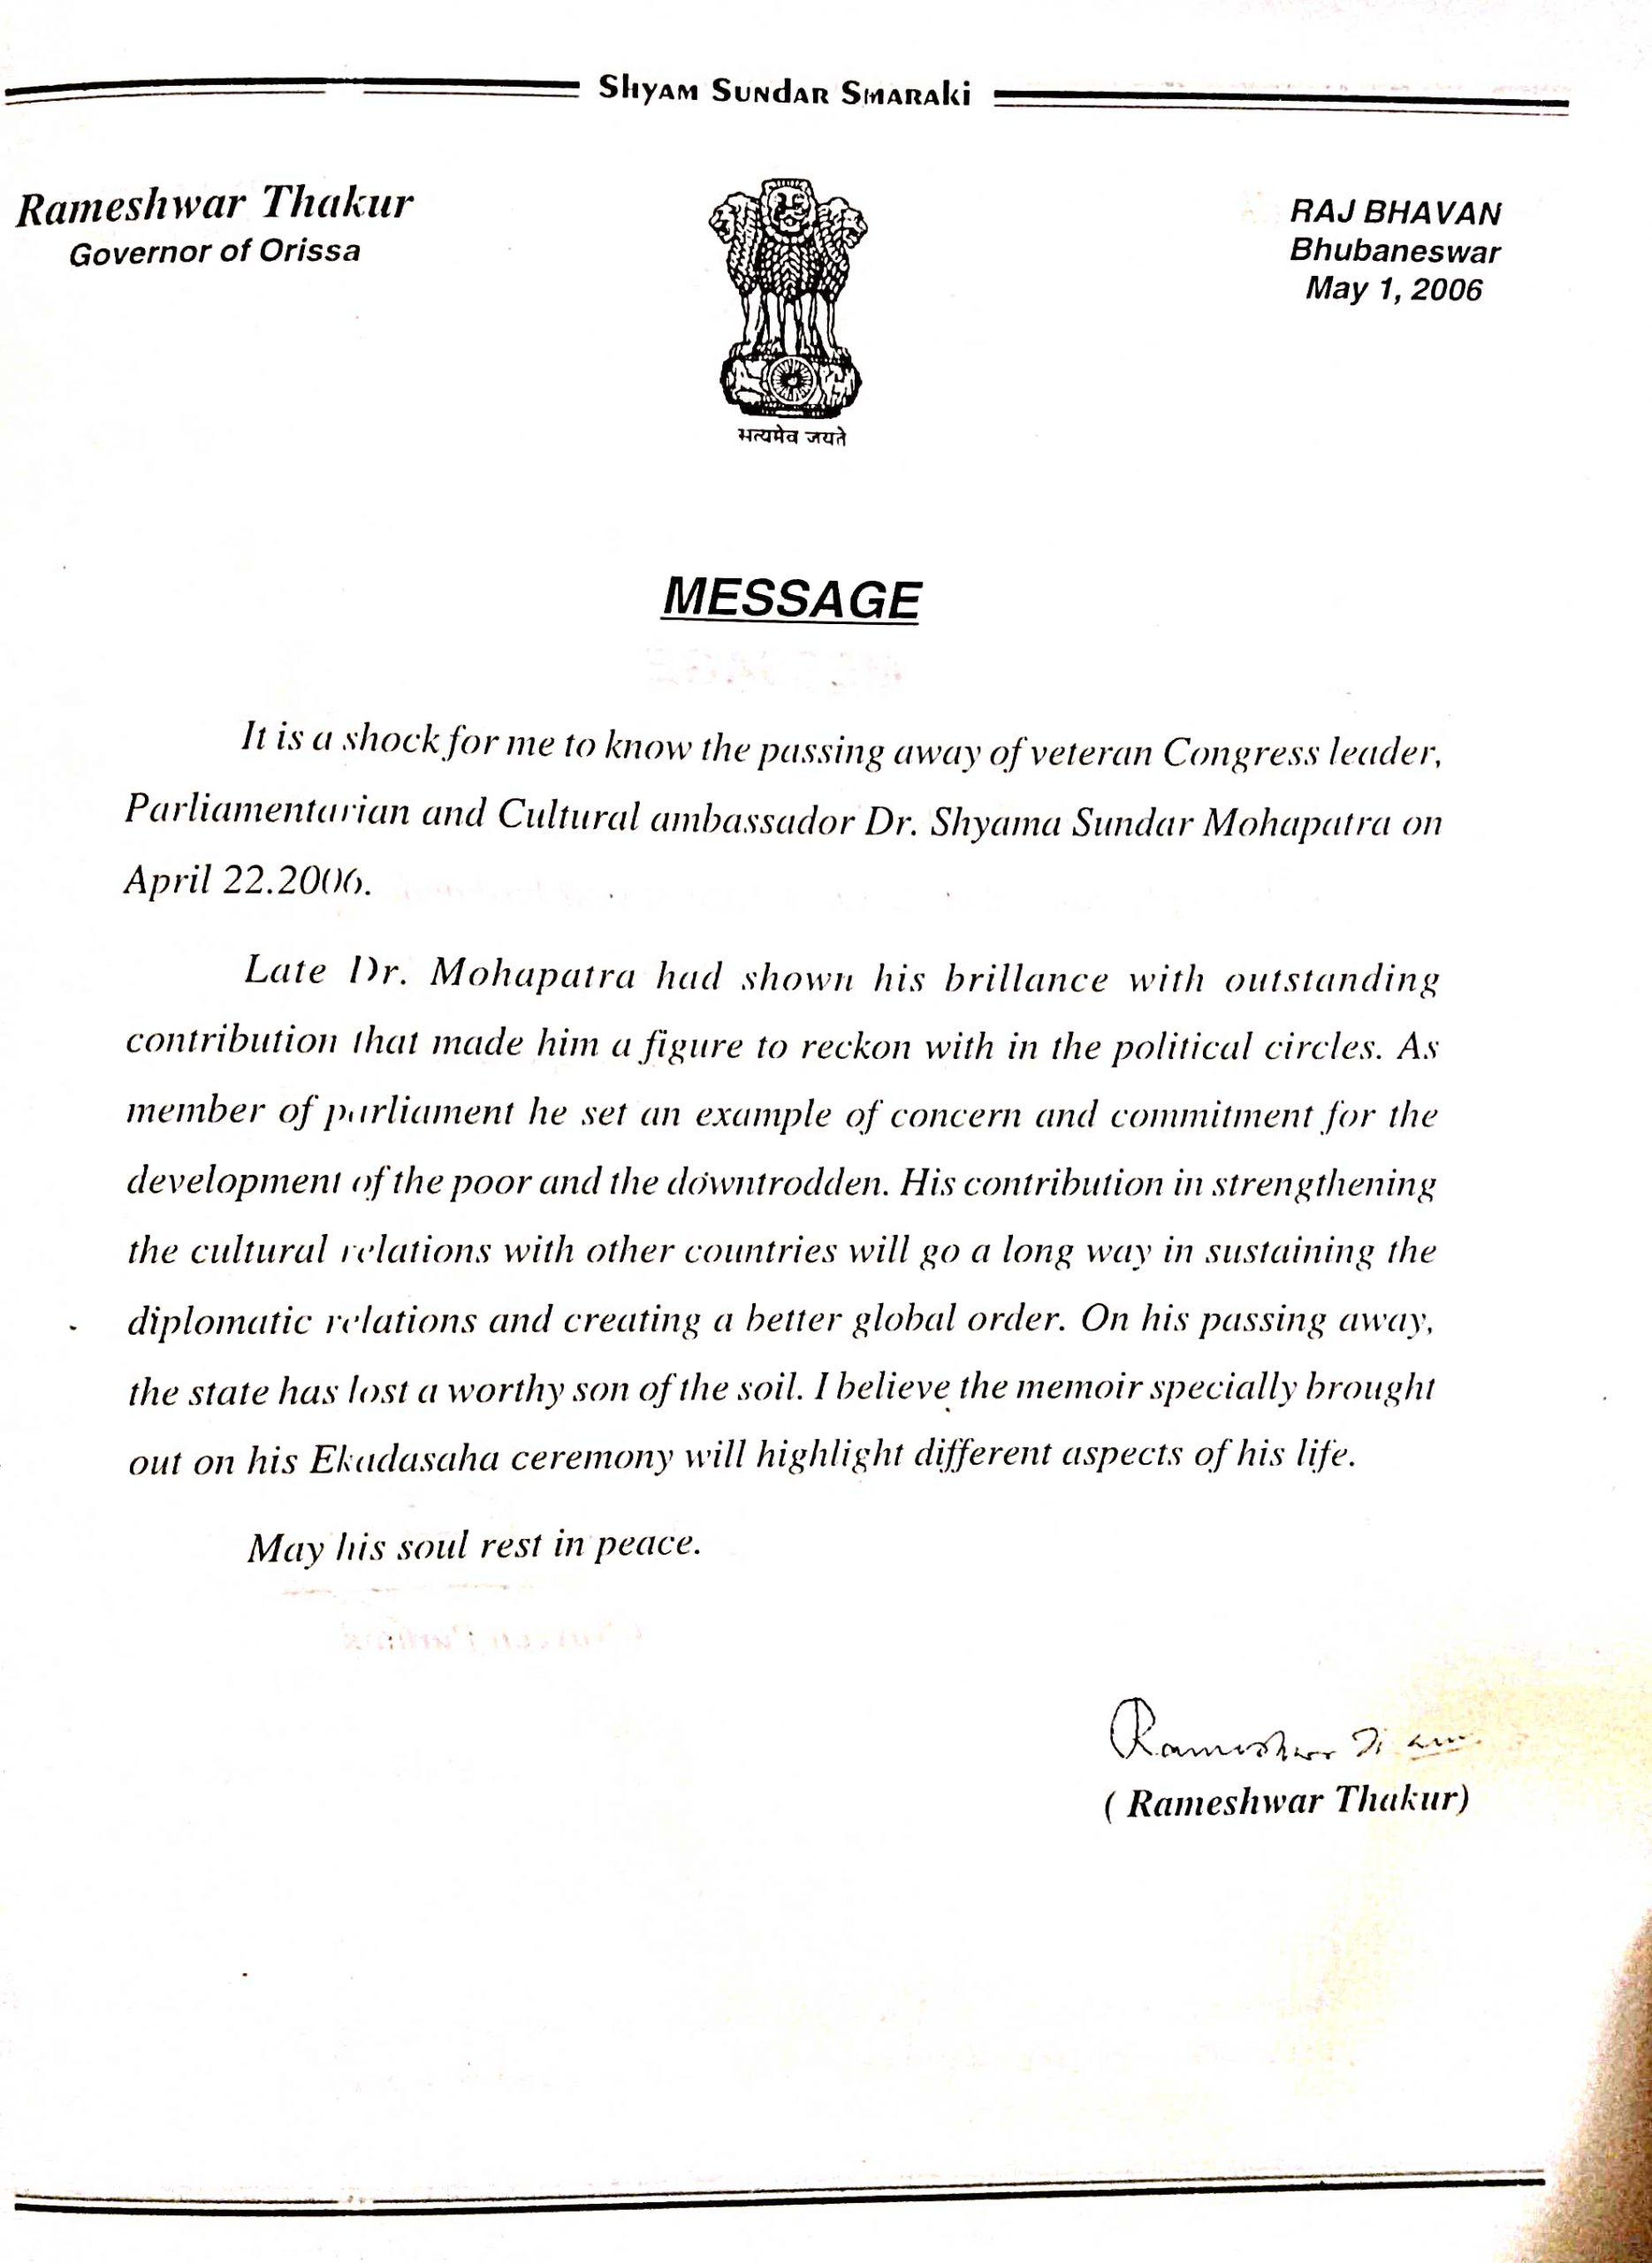 Shyam Sundar Smaraki
Rameshwar Thakur
Governor of Orissa
RAJ BHAVAN
Bhubaneswar
May 1, 2006
सत्यमेव जयते
MESSAGE
It is a shock for me to know the passing away of veteran Congress leader,
Parliamentarian and Cultural ambassador Dr. Shyama Sundar Mohapatra on
April 22.2006.
Late Dr. Mohapatra had shown his brillance with outstanding
contribution that made him a figure to reckon with in the political circles. As
member of parliament he set an example of concern and commitment for the
development of the poor and the downtrodden. His contribution in strengthening
the cultural relations with other countries will go a long way in sustaining the
diplomatic relations and creating a better global order. On his passing away,
the state has lost a worthy son of the soil. I believe the memoir specially brought
out on his Ekadasaha ceremony will highlight different aspects of his life.
May his soul rest in peace.
Rameshwar
( Rameshwar Thakur)